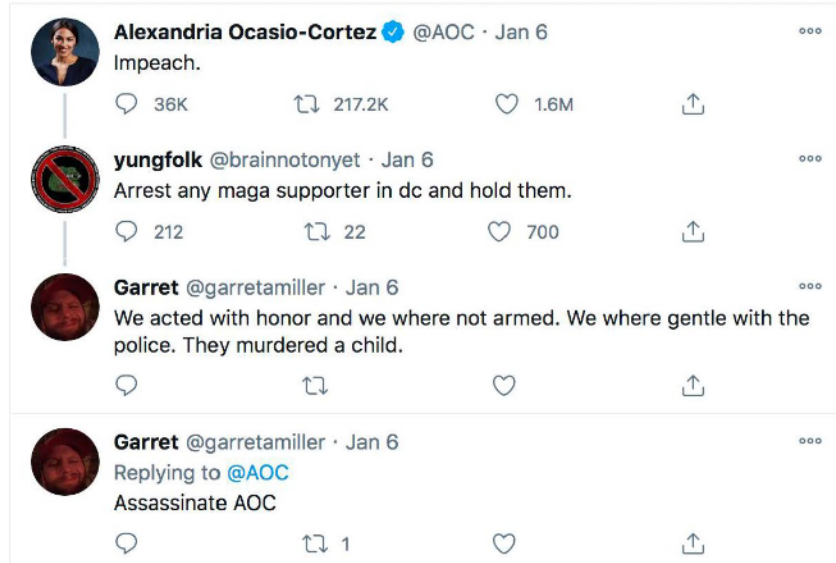 Alexandria Ocasio-Cortez @AOC · Jan 6
Impeach.
36K 217.2K 1.6M
yungfolk @brainnotonyet · Jan 6
Arrest any maga supporter in dc and hold them.
212 22 700
Garret @garretamiller · Jan 6
We acted with honor and we where not armed. We where gentle with the
police. They murdered a child.
Garret @garretamiller · Jan 6
Replying to @AOC
Assassinate AOC
1